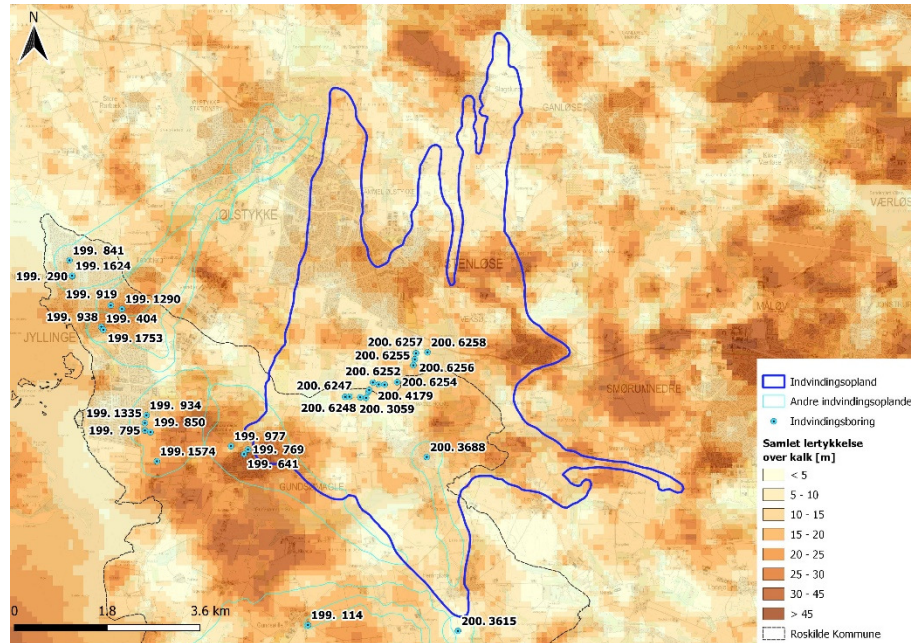 N
GANLØSE
VÆRLØSE
ØLSTYKKE
STENLØSE
MÅLØV
SMØRUMNEDRE
JYLLINGE
GUNDSØMAGLE
199. 841
199. 1624
199. 290
199. 919
199. 1290
199. 938
199. 404
199. 1753
200. 6257
200. 6258
200. 6255
200. 6256
200. 6252
200. 6254
200. 6247
200. 4179
200. 6248
200. 3059
199. 934
199. 1335
199. 850
199. 795
199. 977
199. 769
199. 1574
199. 641
200. 3688
199. 114
200. 3615
0
1.8
3.6 km
Indvindingsopland
Andre indvindingsoplande
Indvindingsboring
Samlet lertykkelse
over kalk [m]
< 5
5 - 10
10 - 15
15 - 20
20 - 25
25 - 30
30 - 45
> 45
Roskilde Kommune